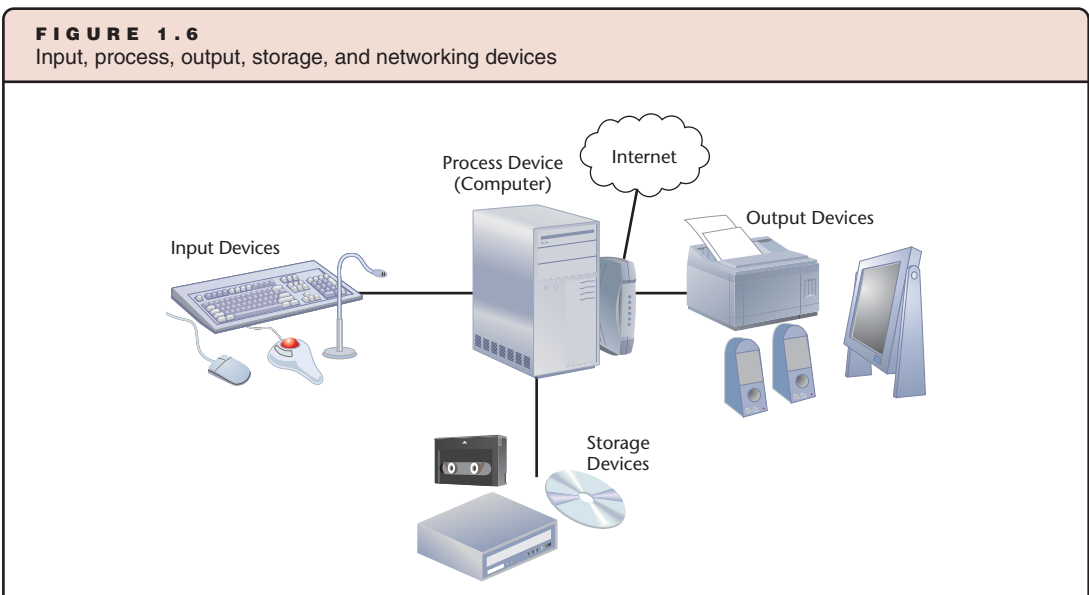 FIGURE 1.6
Input, process, output, storage, and networking devices
Internet
Process Device
(Computer)
Output Devices
Input Devices
Storage
Devices